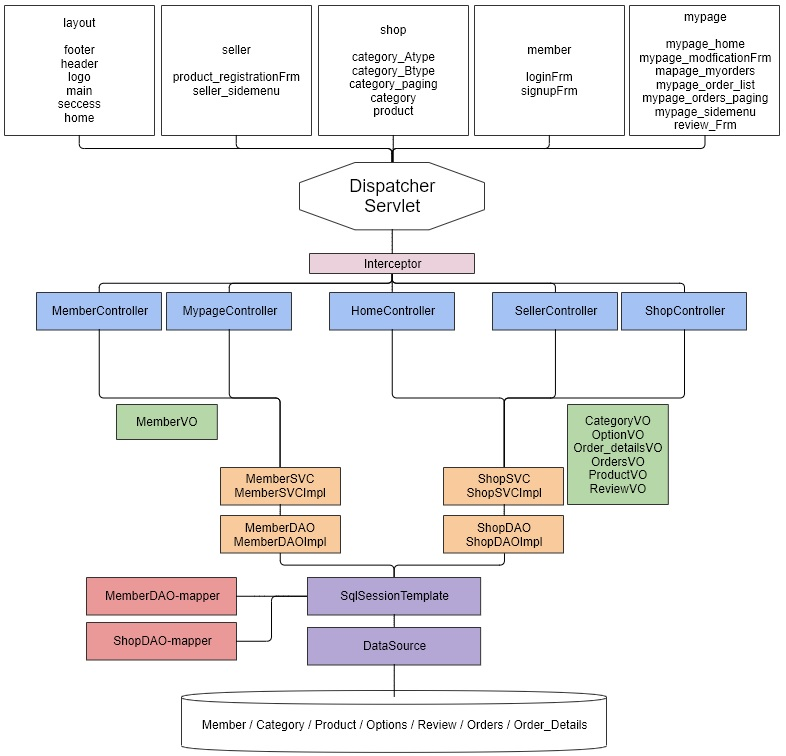 layout
footer
header
logo
main
seccess
home
seller
product_registrationFrm
seller_sidemenu
shop
category_Atype
category_Btype
category_paging
category
product
member
loginFrm
signupFrm
mypage
mypage_home
mypage_modficationFrm
mapage_myorders
mypage_order_list
mypage_orders_paging
mypage_sidemenu
review_Frm
Dispatcher
Servlet
Interceptor
MemberController
MypageController
HomeController
SellerController
ShopController
MemberVO
CategoryVO
OptionVO
Order_detailsVO
OrdersVO
ProductVO
ReviewVO
MemberSVC
MemberSVCImpl
ShopSVC
ShopSVCImpl
MemberDAO
MemberDAOImpl
ShopDAO
ShopDAOImpl
MemberDAO-mapper
SqlSessionTemplate
ShopDAO-mapper
DataSource
Member / Category / Product / Options / Review / Orders / Order_Details